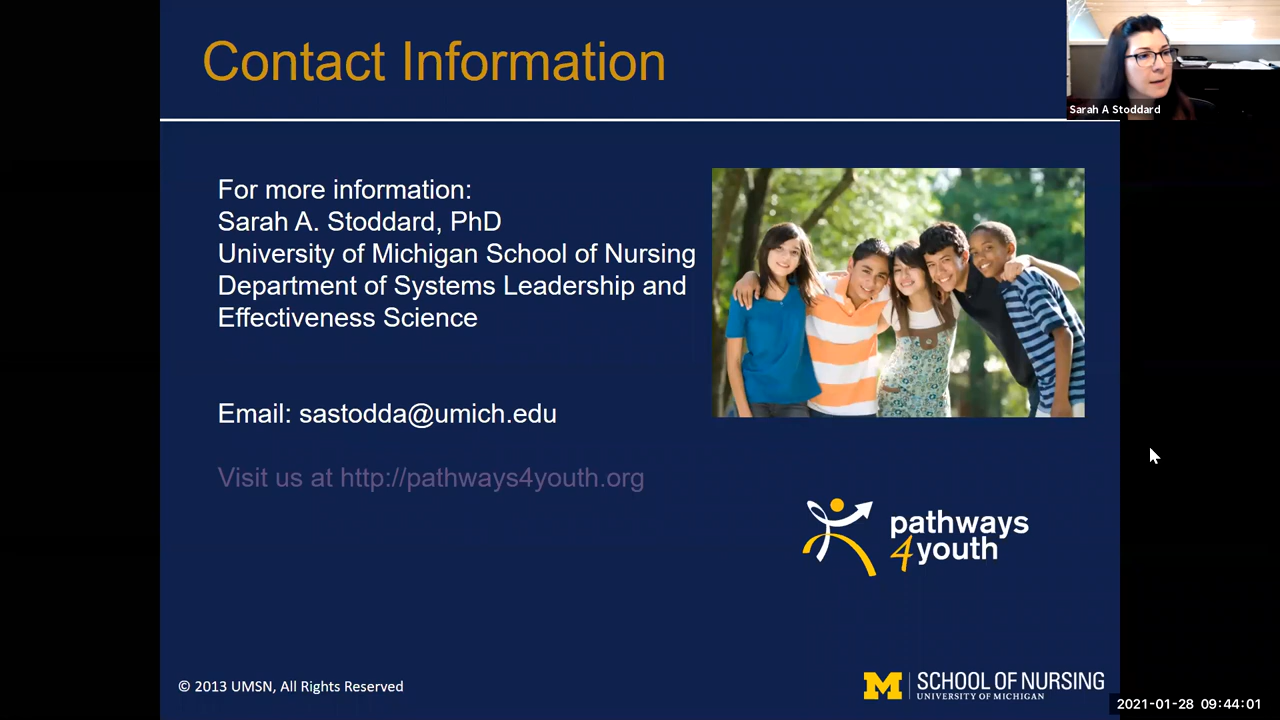 Contact Information
Sarah A Stoddard
For more information:
Sarah A. Stoddard, PhD
University of Michigan School of Nursing
Department of Systems Leadership and
Effectiveness Science
Email: sastodda@umich.edu
Visit us at http://pathways4youth.org
pathways
4youth
© 2013 UMSN, All Rights Reserved
M SCHOOL OF NURSING
UNIVERSITY OF MICHIGAN
2021-01-28 09:44:01